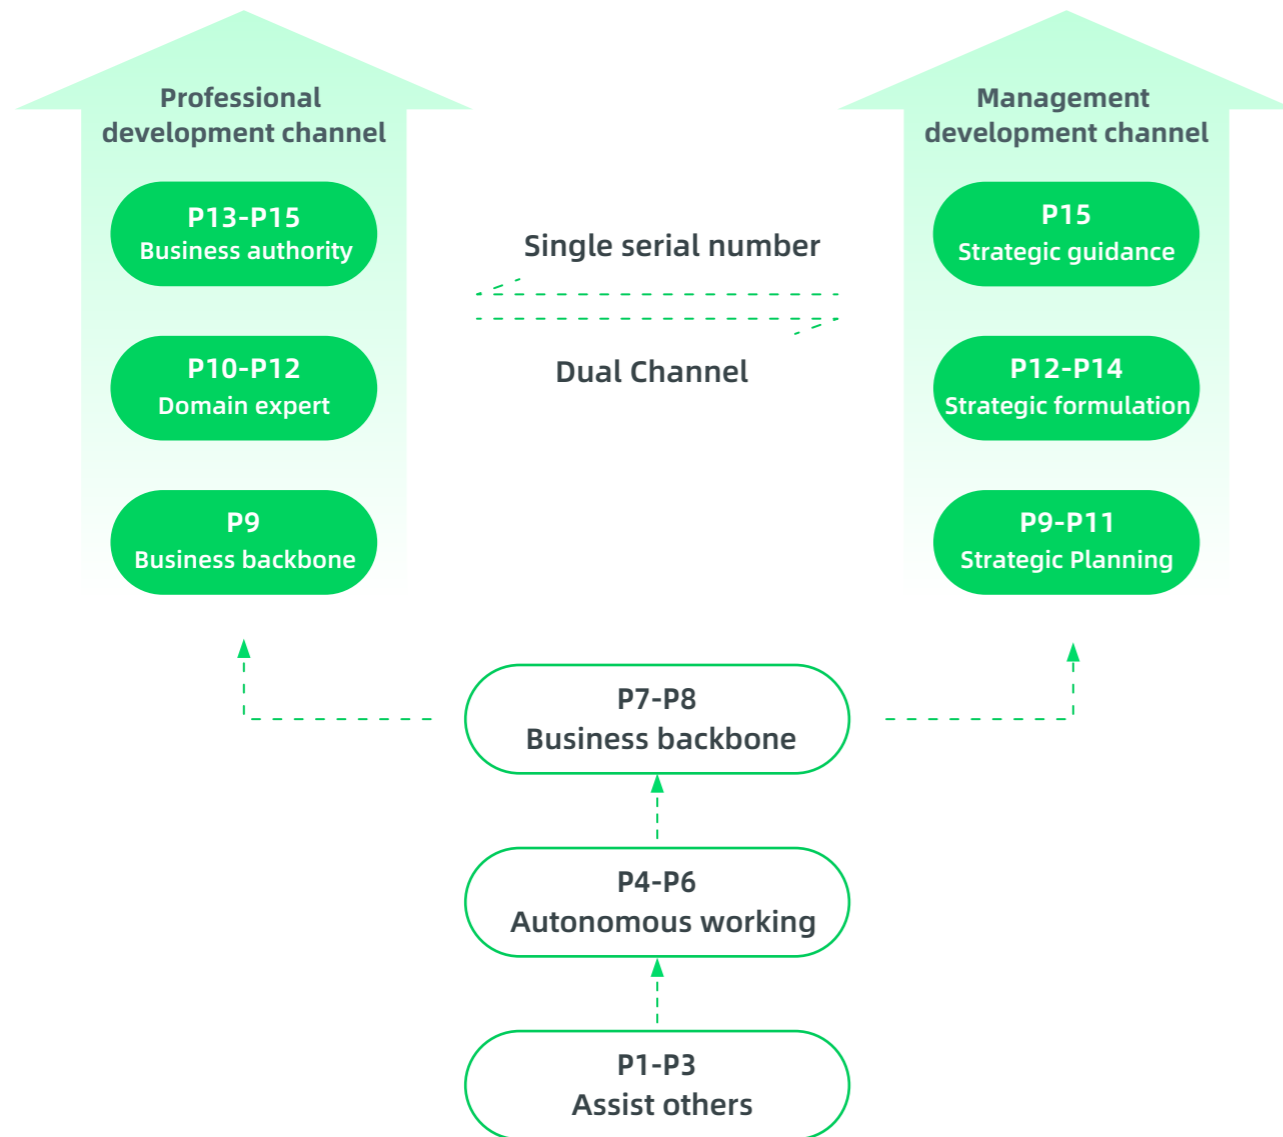 Professional
development channel
P13-P15
Business authority
P10-P12
Domain expert
P9
Business backbone
Single serial number
Dual Channel
Management
development channel
P15
Strategic guidance
P12-P14
Strategic formulation
P9-P11
Strategic Planning
P7-P8
Business backbone
P4-P6
Autonomous working
P1-P3
Assist others